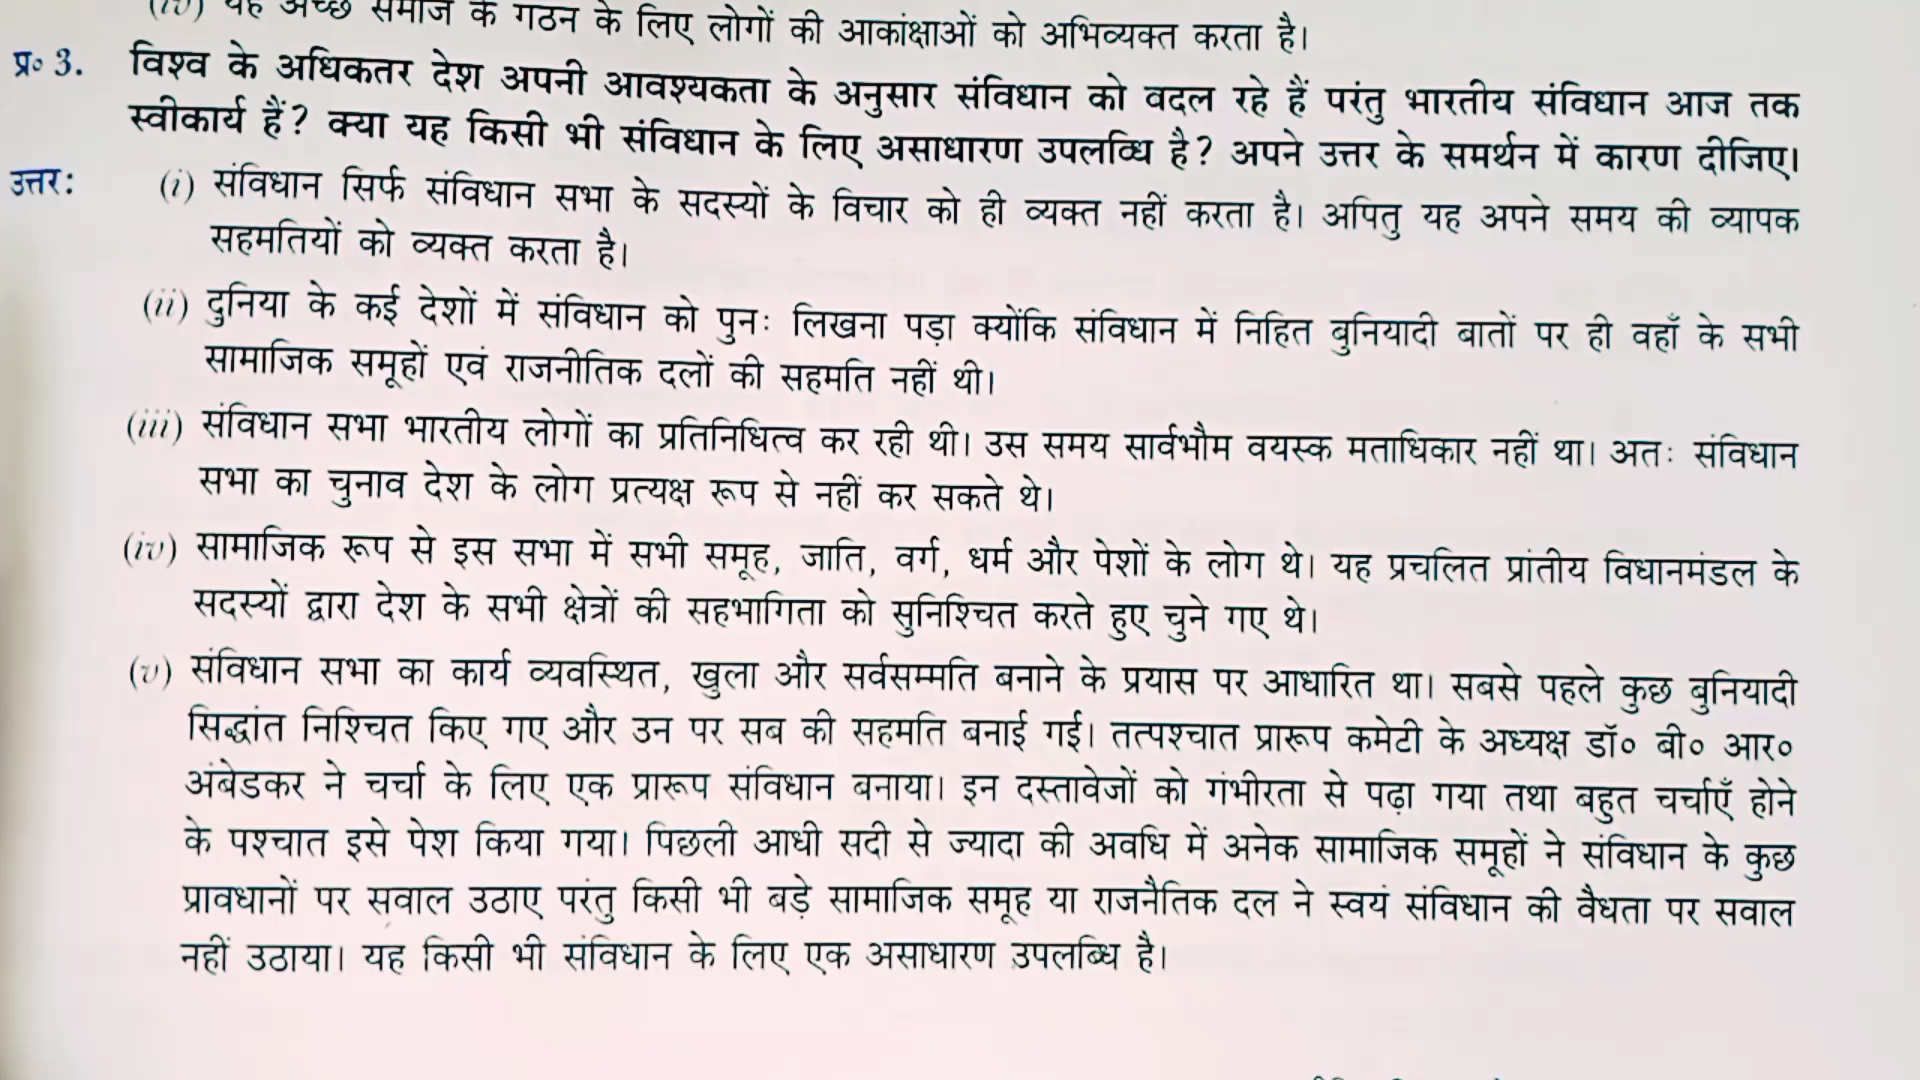 (iv) यह अच्छे समाज के गठन के लिए लोगों की आकांक्षाओं को अभिव्यक्त करता है।
प्र॰ 3. विश्व के अधिकतर देश अपनी आवश्यकता के अनुसार संविधान को वदल रहे हैं परंतु भारतीय संविधान आज तक
स्वीकार्य हैं? क्या यह किसी भी संविधान के लिए असाधारण उपलव्धि है? अपने उत्तर के समर्थन में कारण दीजिए।
उत्तर: (i) संविधान सिर्फ संविधान सभा के सदस्यों के विचार को ही व्यक्त नहीं करता है। अपितु यह अपने समय की व्यापक
सहमतियों को व्यक्त करता है।
(ii) दुनिया के कई देशों में संविधान को पुनः लिखना पड़ा क्योंकि संविधान में निहित बुनियादी बातों पर ही वहाँ के सभी
सामाजिक समूहों एवं राजनीतिक दलों की सहमति नहीं थी।
(iii) संविधान सभा भारतीय लोगों का प्रतिनिधित्व कर रही थी। उस समय सार्वभौम वयस्क मताधिकार नहीं था। अतः संविधान
सभा का चुनाव देश के लोग प्रत्यक्ष रूप से नहीं कर सकते थे।
(iv) सामाजिक रूप से इस सभा में सभी समूह, जाति, वर्ग, धर्म और पेशों के लोग थे। यह प्रचलित प्रांतीय विधानमंडल के
सदस्यों द्वारा देश के सभी क्षेत्रों की सहभागिता को सुनिश्चित करते हुए चुने गए थे।
(v) संविधान सभा का कार्य व्यवस्थित, खुला और सर्वसम्मति बनाने के प्रयास पर आधारित था। सबसे पहले कुछ बुनियादी
सिद्धांत निश्चित किए गए और उन पर सब की सहमति बनाई गई। तत्पश्चात प्रारूप कमेटी के अध्यक्ष डॉ॰ बी॰ आर॰
अंबेडकर ने चर्चा के लिए एक प्रारूप संविधान बनाया। इन दस्तावेजों को गंभीरता से पढ़ा गया तथा बहुत चर्चाएँ होने
के पश्चात इसे पेश किया गया। पिछली आधी सदी से ज्यादा की अवधि में अनेक सामाजिक समूहों ने संविधान के कुछ
प्रावधानों पर सवाल उठाए परंतु किसी भी बड़े सामाजिक समूह या राजनैतिक दल ने स्वयं संविधान की वैधता पर सवाल
नहीं उठाया। यह किसी भी संविधान के लिए एक असाधारण उपलब्धि है।